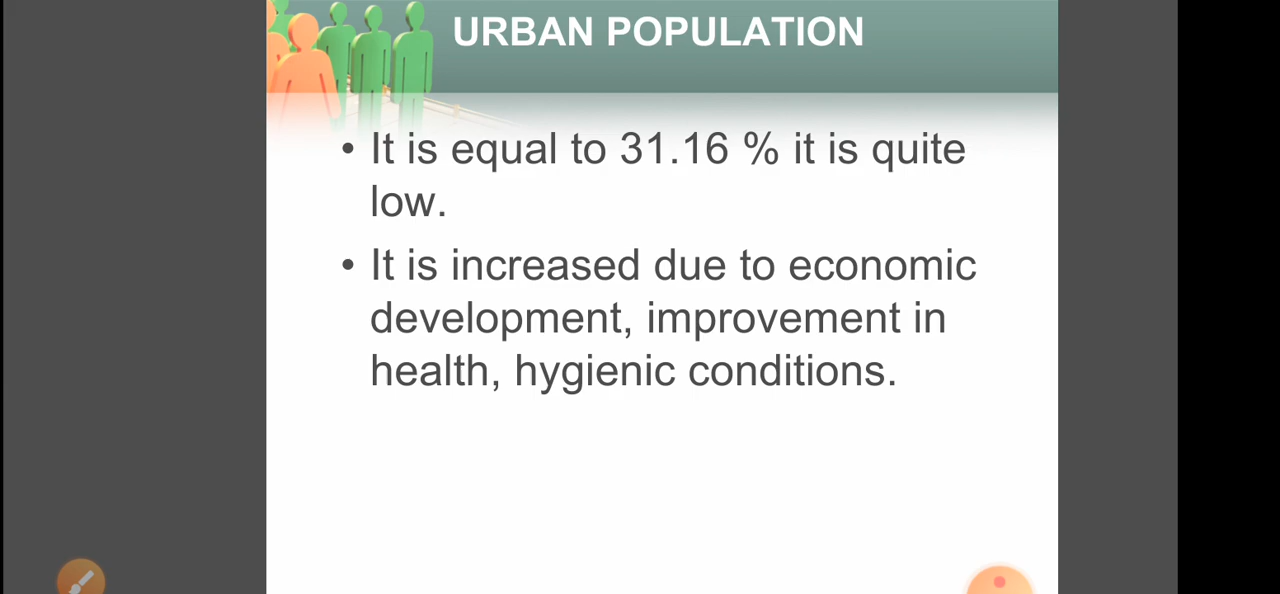 URBAN POPULATION
• It is equal to 31.16 % it is quite
low.
• It is increased due to economic
development, improvement in
health, hygienic conditions.